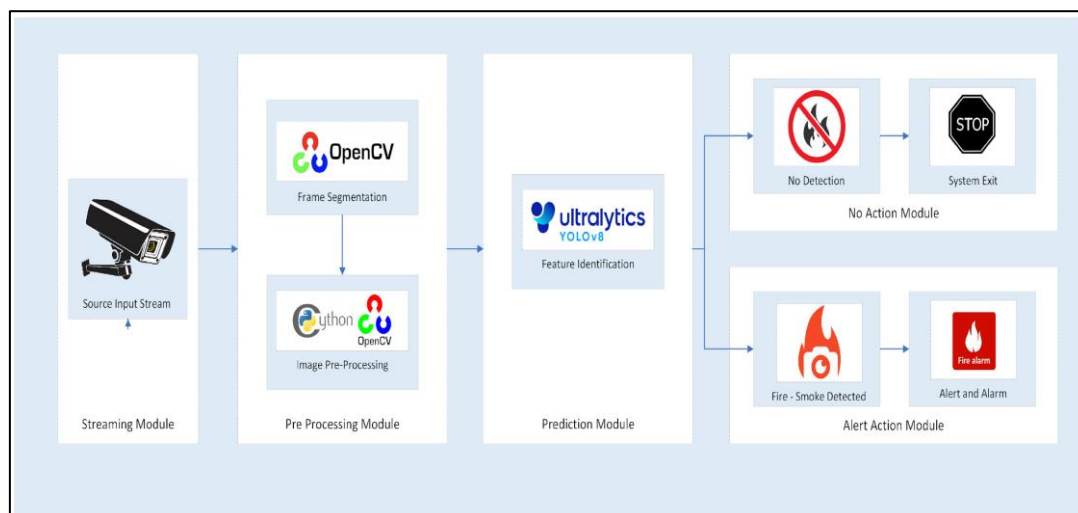 OpenCV
Frame Segmentation
Source Input Stream
Streaming Module
Cython
OpenCV
Image Pre-Processing
Pre Processing Module
ultralytics
YOLOv8
Feature Identification
Prediction Module
No Detection
STOP
System Exit
No Action Module
Fire - Smoke Detected
Fire alarm
Alert and Alarm
Alert Action Module